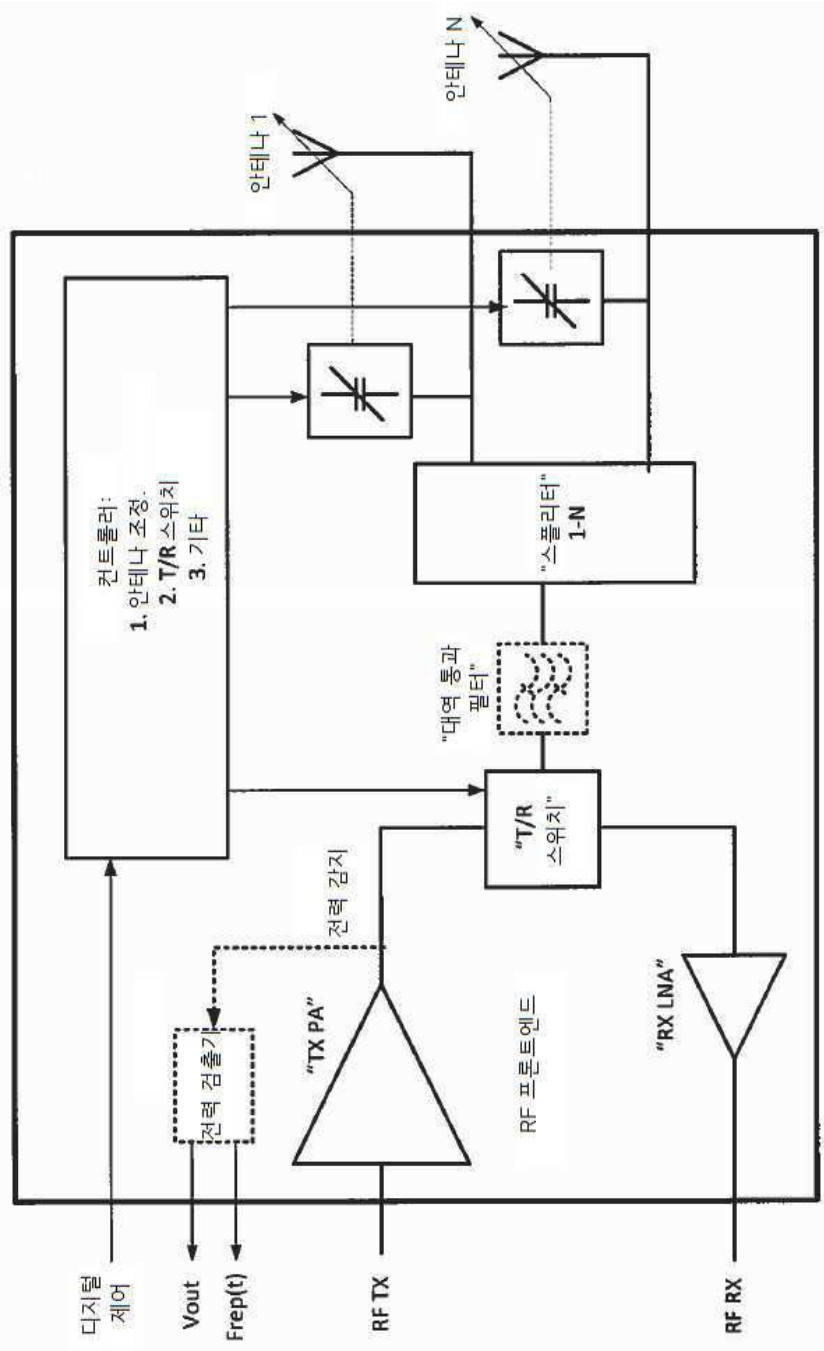 디지털
제어
Vout
Frep(t)
RF TX
RF RX
컨트롤러:
1. 안테나 조정.
2. T/R 스위치
3. 기타
전력 검출기
전력 감지
"TX PA"
RF 프론트엔드
"RX LNA"
"T/R
스위치"
"대역 통과
필터"
"스플리터"
1-N
안테나 1
안테나 N